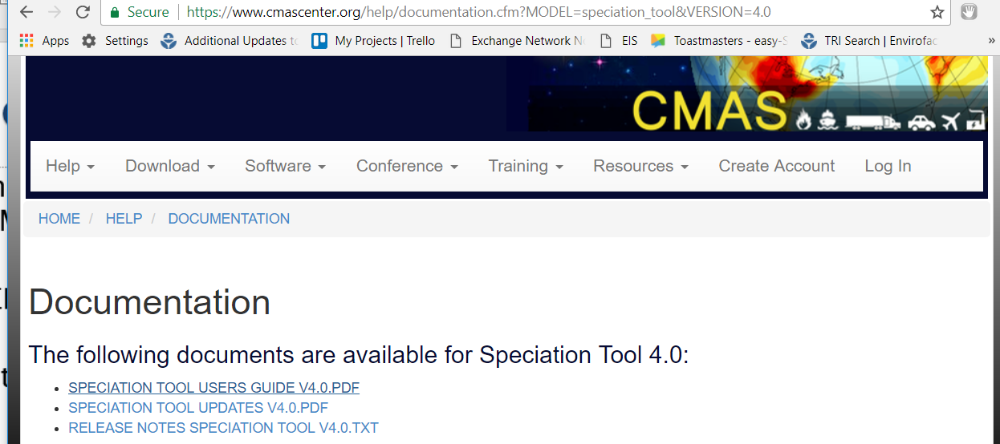 Secure https://www.cmascenter.org/help/documentation.cfm?MODEL=speciation_tool&VERSION=4.0
Apps Settings Additional Updates to My Projects | Trello Exchange Network N EIS Toastmasters - easy-S TRI Search | Envirofac »
CMAS
Help Download Software Conference Training Resources Create Account Log In
HOME / HELP / DOCUMENTATION
Documentation
The following documents are available for Speciation Tool 4.0:
• SPECIATION TOOL USERS GUIDE V4.0.PDF
• SPECIATION TOOL UPDATES V4.0.PDF
• RELEASE NOTES SPECIATION TOOL V4.0.TXT